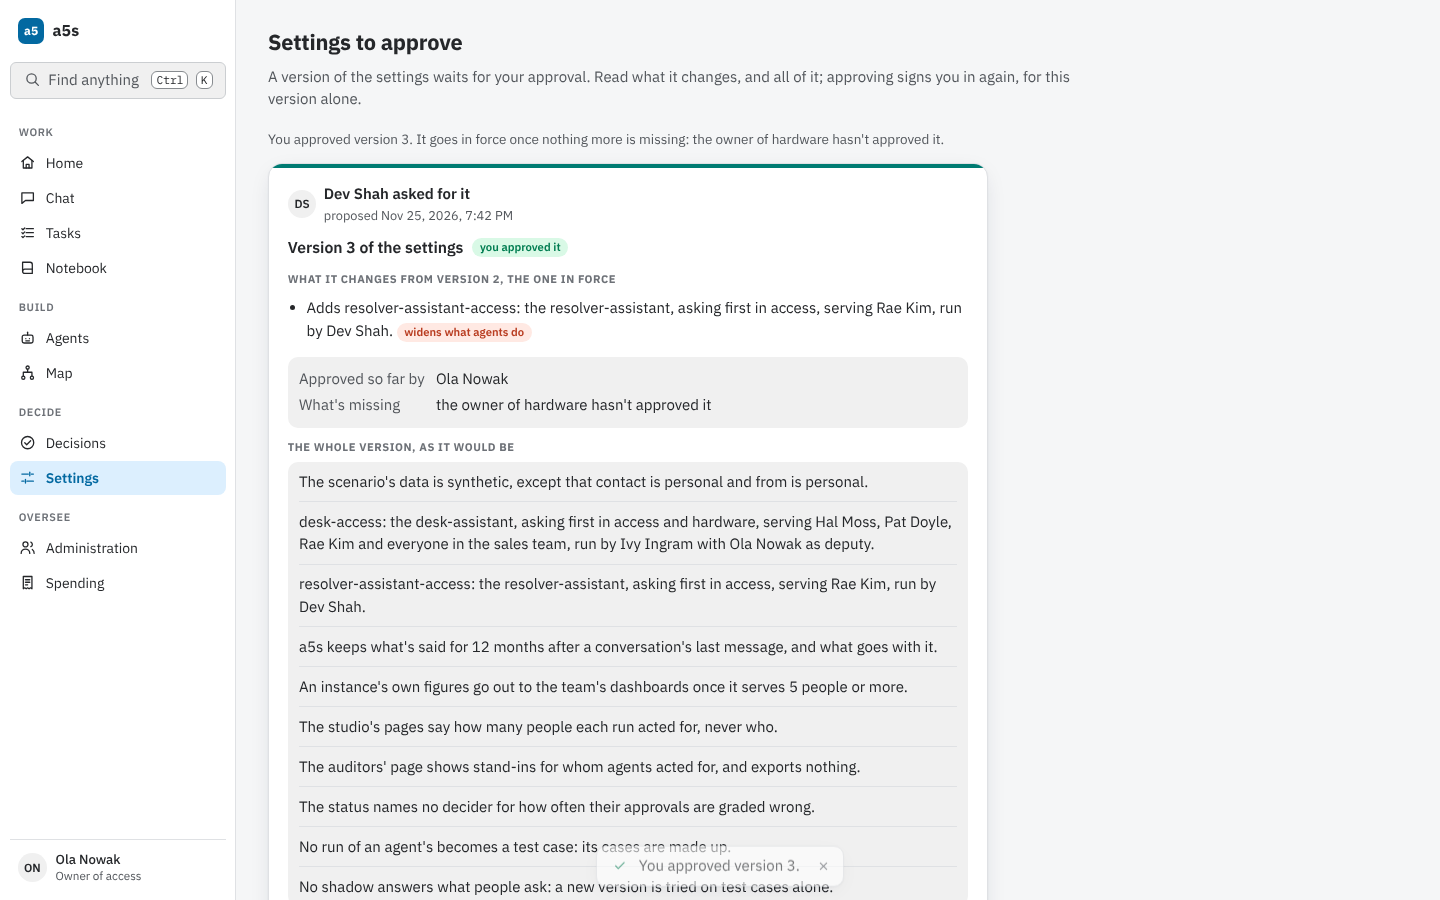 a5 a5s
Find anything Ctrl K
WORK
Home
Chat
Tasks
Notebook
BUILD
Agents
Map
DECIDE
Decisions
Settings
OVERSEE
Administration
Spending
ON Ola Nowak
Owner of access
Settings to approve
A version of the settings waits for your approval. Read what it changes, and all of it; approving signs you in again, for this
version alone.
You approved version 3. It goes in force once nothing more is missing: the owner of hardware hasn't approved it.
DS Dev Shah asked for it
proposed Nov 25, 2026, 7:42 PM
Version 3 of the settings you approved it
WHAT IT CHANGES FROM VERSION 2, THE ONE IN FORCE
• Adds resolver-assistant-access: the resolver-assistant, asking first in access, serving Rae Kim, run
by Dev Shah. widens what agents do
Approved so far by Ola Nowak
What's missing the owner of hardware hasn't approved it
THE WHOLE VERSION, AS IT WOULD BE
The scenario's data is synthetic, except that contact is personal and from is personal.
desk-access: the desk-assistant, asking first in access and hardware, serving Hal Moss, Pat Doyle,
Rae Kim and everyone in the sales team, run by Ivy Ingram with Ola Nowak as deputy.
resolver-assistant-access: the resolver-assistant, asking first in access, serving Rae Kim, run by
Dev Shah.
a5s keeps what's said for 12 months after a conversation's last message, and what goes with it.
An instance's own figures go out to the team's dashboards once it serves 5 people or more.
The studio's pages say how many people each run acted for, never who.
The auditors' page shows stand-ins for whom agents acted for, and exports nothing.
The status names no decider for how often their approvals are graded wrong.
No run of an agent's becomes a test case: its cases are made up.
You approved version 3.
No shadow answers what people ask: a new version is tried on test cases alone.